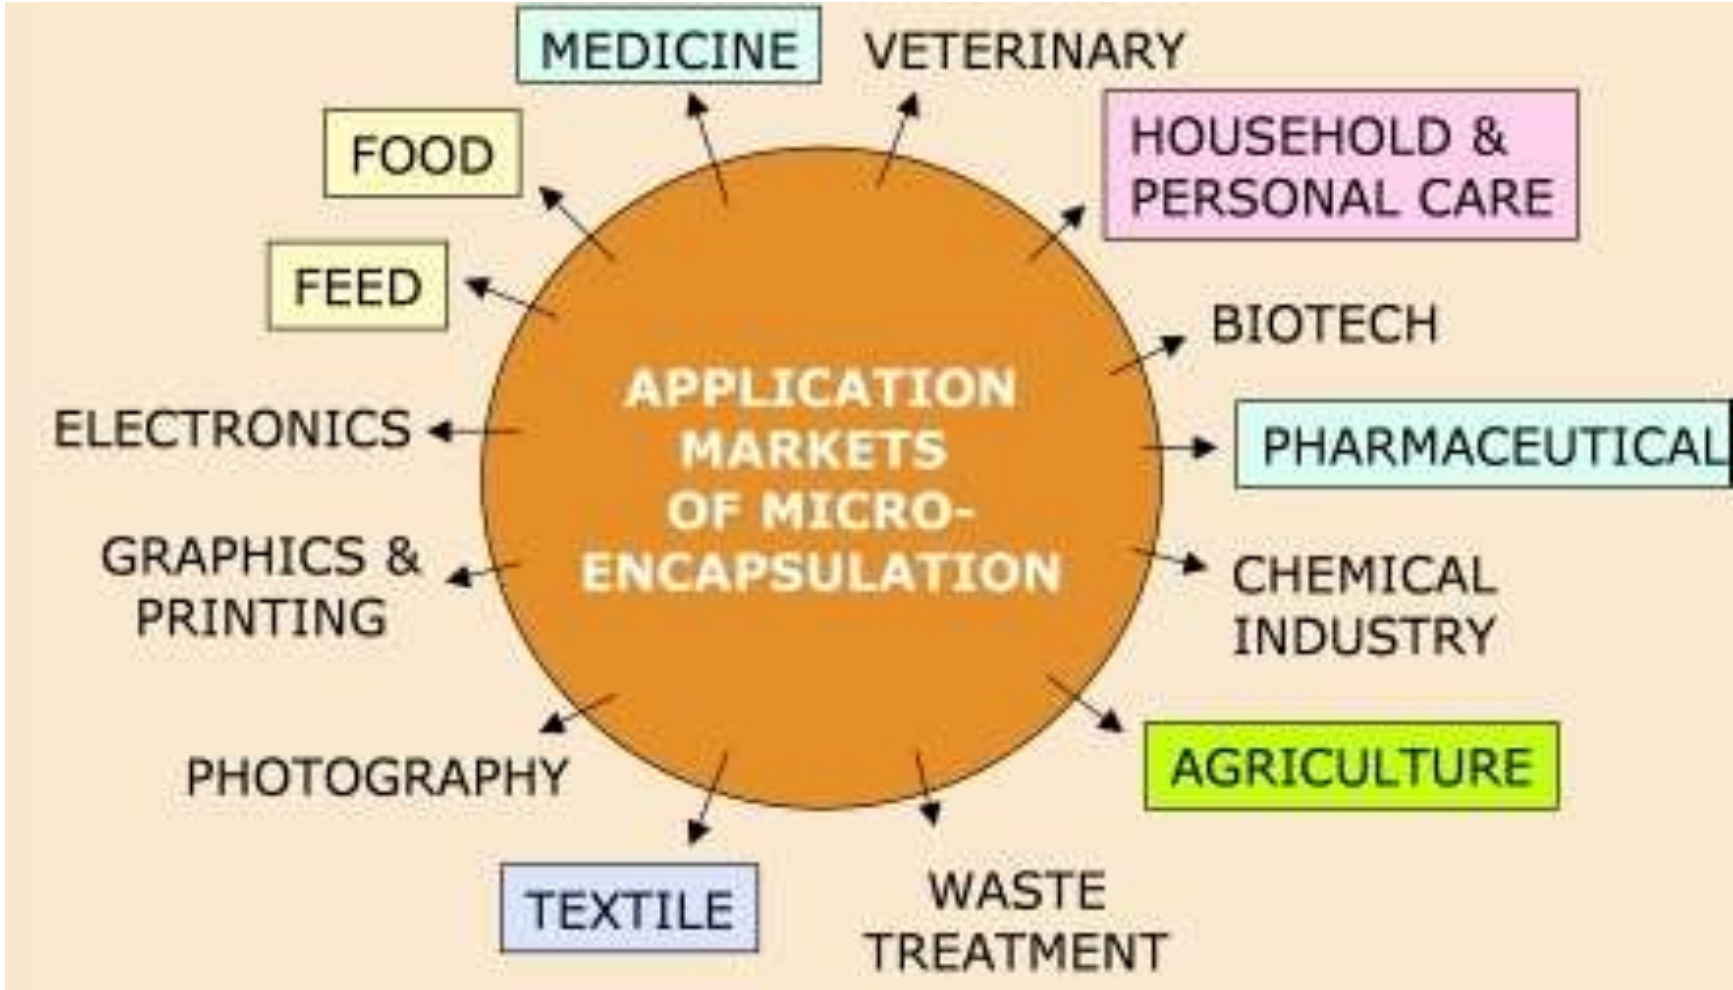 MEDICINE
VETERINARY
FOOD
HOUSEHOLD &
PERSONAL CARE
FEED
BIOTECH
APPLICATION
MARKETS
OF MICRO-
ENCAPSULATION
ELECTRONICS
PHARMACEUTICAL
GRAPHICS &
PRINTING
CHEMICAL
INDUSTRY
PHOTOGRAPHY
AGRICULTURE
TEXTILE
WASTE
TREATMENT